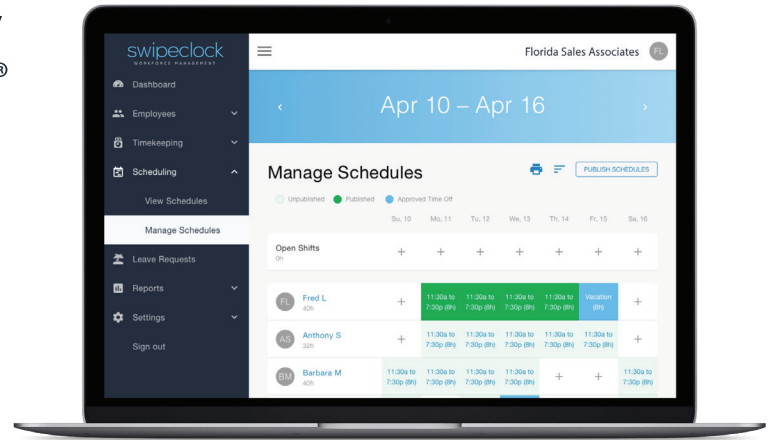 y
®
swipeclock
WORKFORCE MANAGEMENT
Florida Sales Associates FL
Dashboard
Employees
Timekeeping
Scheduling
View Schedules
Manage Schedules
Leave Requests
Reports
Settings
Sign out
‹ Apr 10 – Apr 16 ›
Manage Schedules
PUBLISH SCHEDULES
Unpublished Published Approved Time Off
Su, 10 Mo, 11 Tu, 12 We, 13 Th, 14 Fr, 15 Sa, 16
Open Shifts + + + + + + +
0h
FL Fred L + 11:30a to 11:30a to 11:30a to 11:30a to Vacation +
40h 7:30p (8h) 7:30p (8h) 7:30p (8h) 7:30p (8h) (8h)
AS Anthony S + 11:30a to 11:30a to 11:30a to 11:30a to 11:30a to +
32h 7:30p (8h) 7:30p (8h) 7:30p (8h) 7:30p (8h) 7:30p (8h)
BM Barbara M 11:30a to 11:30a to 11:30a to 11:30a to + + 11:30a to
40h 7:30p (8h) 7:30p (8h) 7:30p (8h) 7:30p (8h) 7:30p (8h)